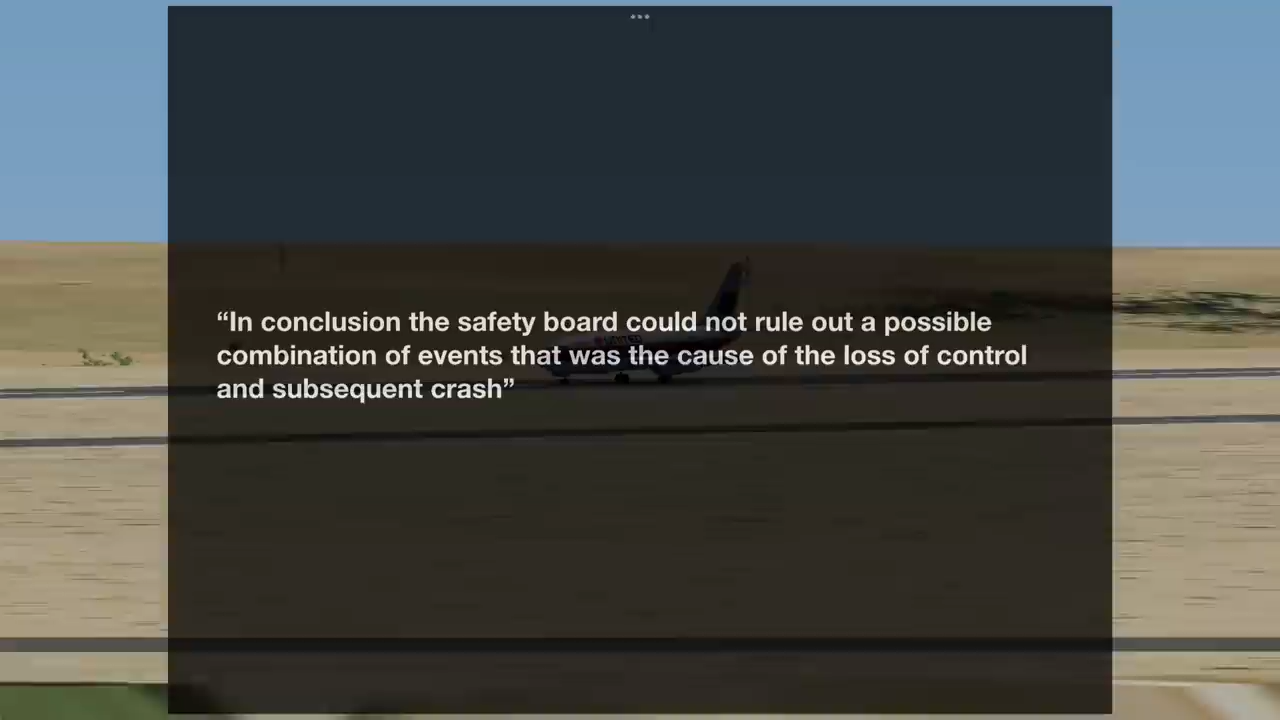 “In conclusion the safety board could not rule out a possible
combination of events that was the cause of the loss of control
and subsequent crash”